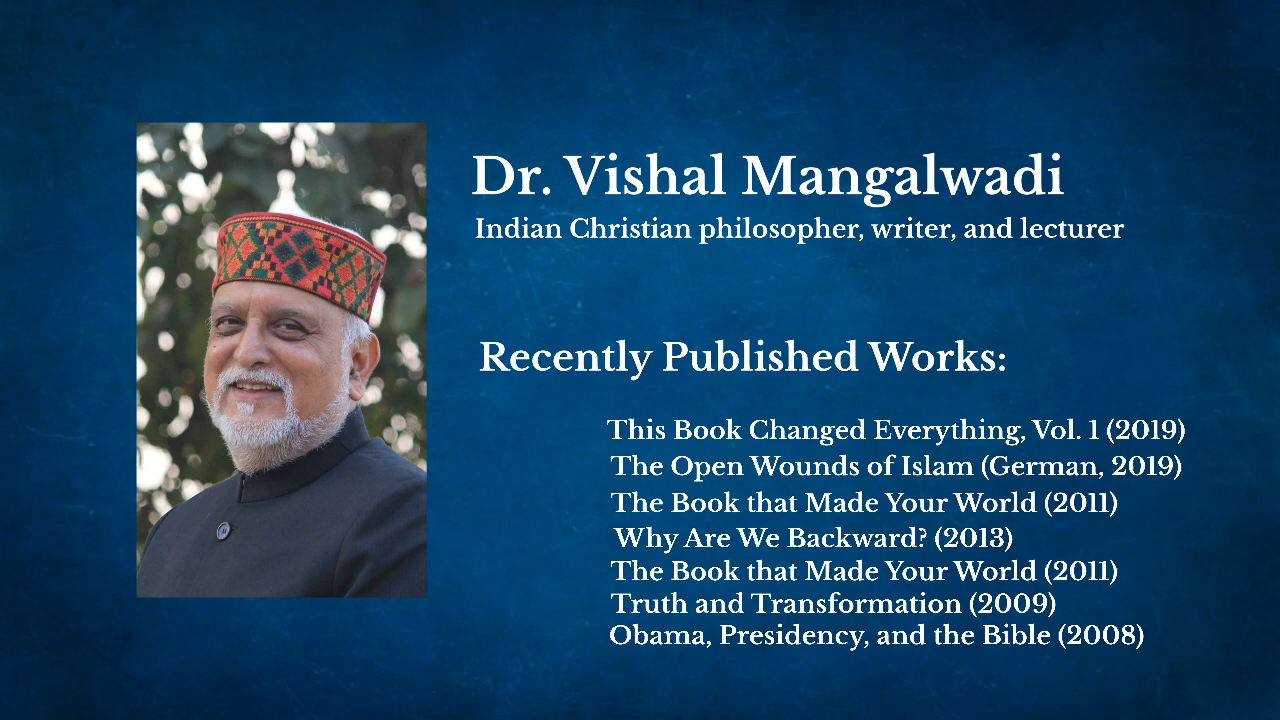 Dr. Vishal Mangalwadi
Indian Christian philosopher, writer, and lecturer
Recently Published Works:
This Book Changed Everything, Vol. 1 (2019)
The Open Wounds of Islam (German, 2019)
The Book that Made Your World (2011)
Why Are We Backward? (2013)
The Book that Made Your World (2011)
Truth and Transformation (2009)
Obama, Presidency, and the Bible (2008)